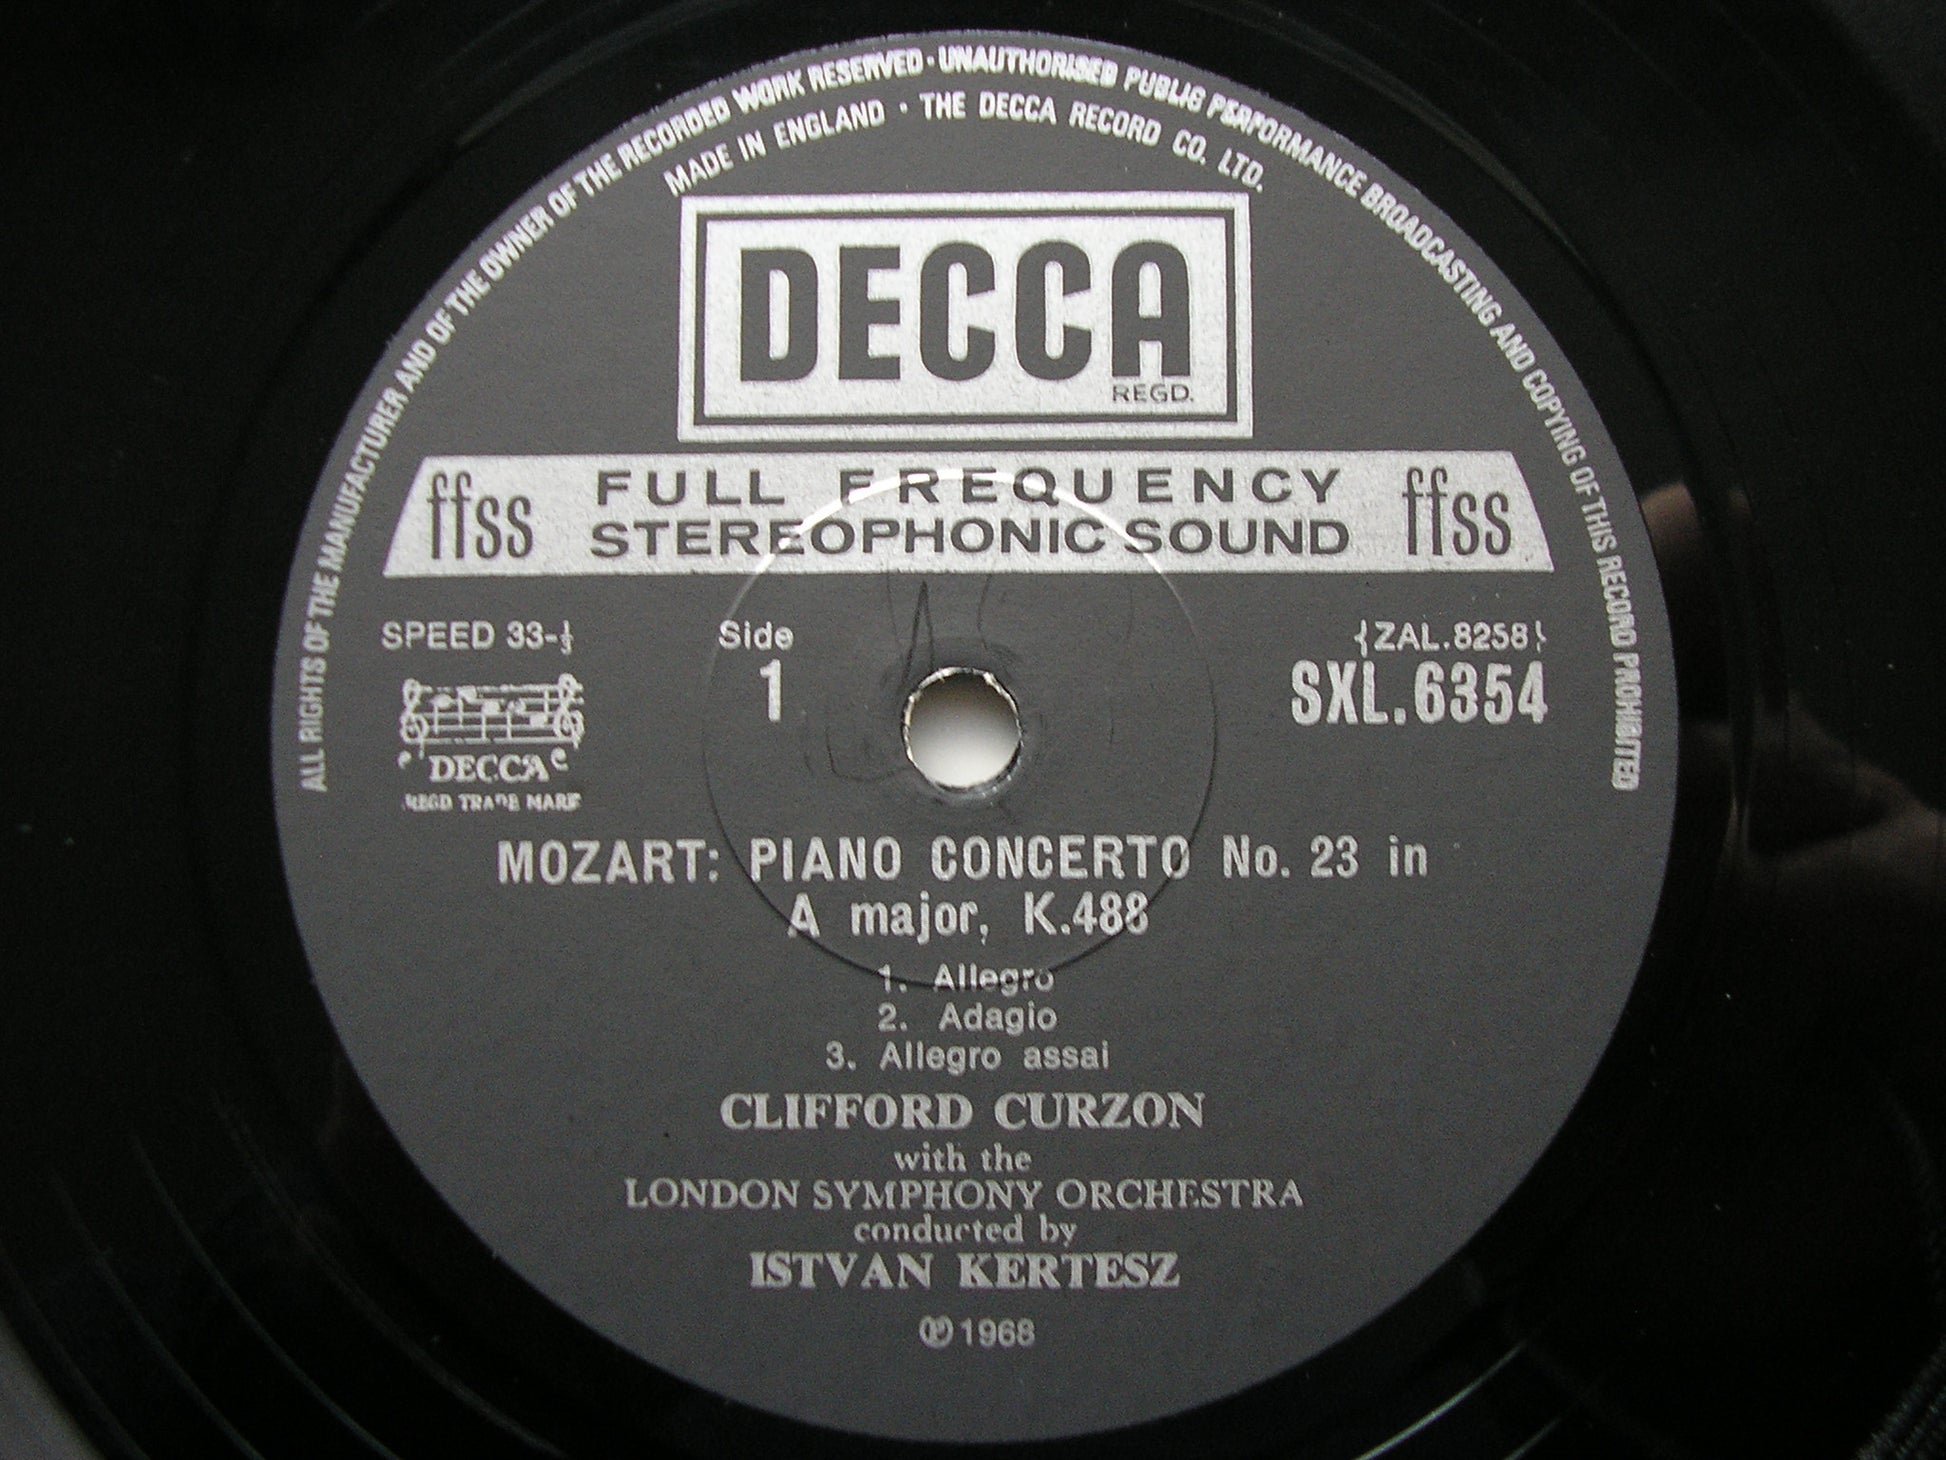 ALL RIGHTS OF THE MANUFACTURER AND OF THE OWNER OF THE RECORDED WORK RESERVED · UNAUTHORISED PUBLIC PERFORMANCE BROADCASTING AND COPYING OF THIS RECORD PROHIBITED
MADE IN ENGLAND · THE DECCA RECORD CO. LTD.
DECCA
REGD.
ffss FULL FREQUENCY ffss
STEREOPHONIC SOUND
SPEED 33-⅓ Side {ZAL.8258}
1 SXL.6354
DECCA
REGD TRADE MARK
MOZART: PIANO CONCERTO No. 23 in
A major, K.488
1. Allegro
2. Adagio
3. Allegro assai
CLIFFORD CURZON
with the
LONDON SYMPHONY ORCHESTRA
conducted by
ISTVAN KERTESZ
℗ 1968